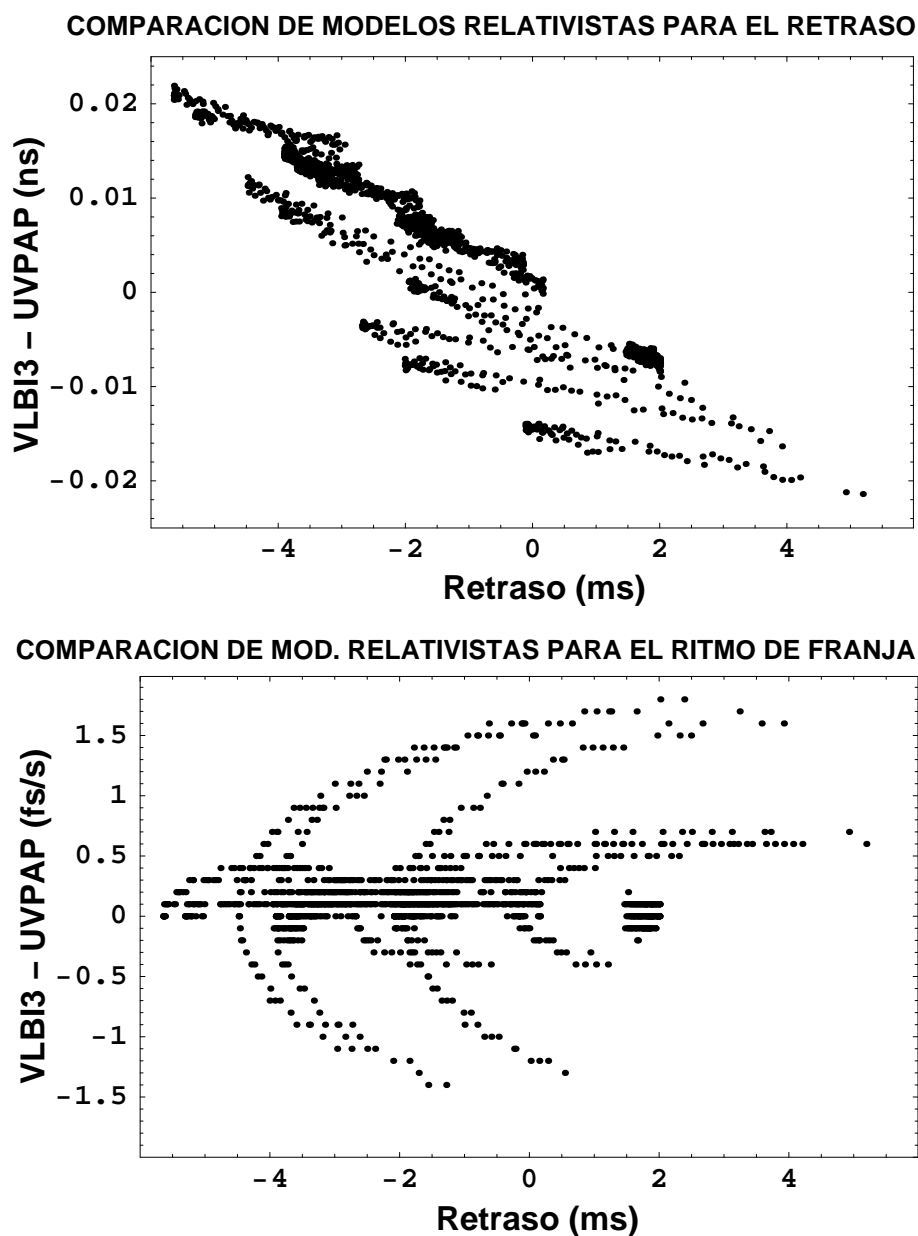 COMPARACION DE MODELOS RELATIVISTAS PARA EL RETRASO
VLBI3 – UVPAP (ns)
0.02
0.01
0
-0.01
-0.02
-4 -2 0 2 4
Retraso (ms)
COMPARACION DE MOD. RELATIVISTAS PARA EL RITMO DE FRANJA
VLBI3 – UVPAP (fs/s)
1.5
1
0.5
0
-0.5
-1
-1.5
-4 -2 0 2 4
Retraso (ms)